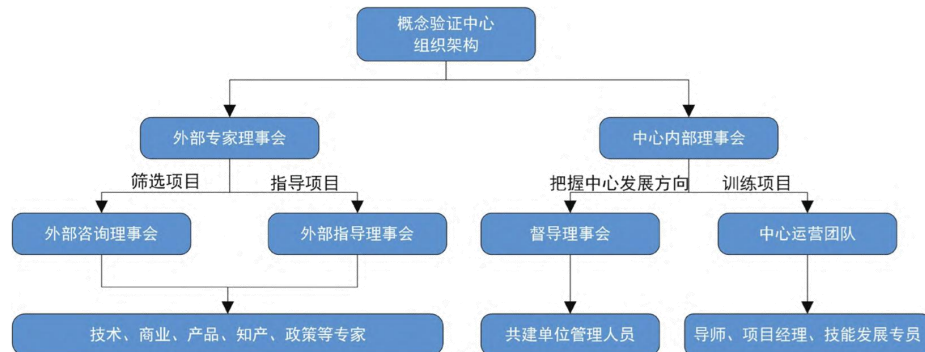 概念验证中心
组织架构
外部专家理事会
中心内部理事会
筛选项目
指导项目
把握中心发展方向
训练项目
外部咨询理事会
外部指导理事会
督导理事会
中心运营团队
技术、商业、产品、知产、政策等专家
共建单位管理人员
导师、项目经理、技能发展专员